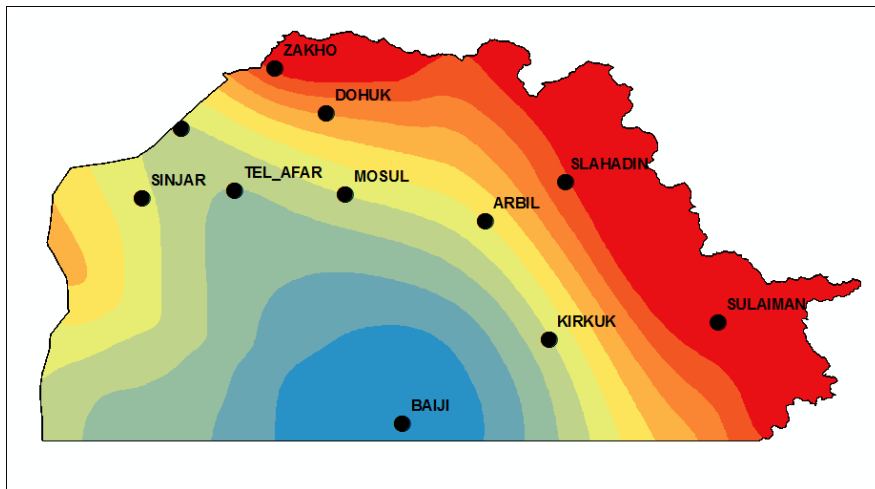 ZAKHO
DOHUK
SLAHADIN
TEL_AFAR
MOSUL
SINJAR
ARBIL
SULAIMAN
KIRKUK
BAIJI